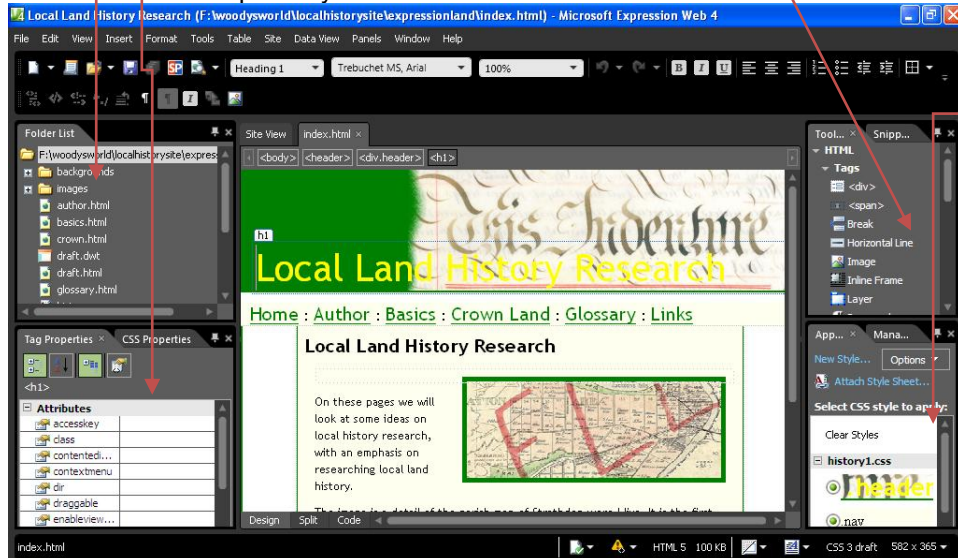 Local Land History Research (F:\woodysworld\localhistorysite\expressionland\index.html) - Microsoft Expression Web 4
File Edit View Insert Format Tools Table Site Data View Panels Window Help
SP Heading 1 Trebuchet MS, Arial 100% B I U
Folder List
F:\woodysworld\localhistorysite\expres
backgrounds
images
author.html
basics.html
crown.html
draft.dwt
draft.html
glossary.html
Tag Properties CSS Properties
<h1>
Attributes
accesskey
class
contentedi...
contextmenu
dir
draggable
enableview...
Site View index.html
<body> <header> <div.header> <h1>
This Indenture
h1
Local Land History Research
Home : Author : Basics : Crown Land : Glossary : Links
Local Land History Research
On these pages we will
look at some ideas on
local history research,
with an emphasis on
researching local land
history.
FELL
Design Split Code
Tool... Snipp...
HTML
Tags
<div>
<span>
Break
Horizontal Line
Image
Inline Frame
Layer
App... Mana...
New Style... Options
Attach Style Sheet...
Select CSS style to apply:
Clear Styles
history1.css
.header
.nav
index.html HTML 5 100 KB CSS 3 draft 582 x 365